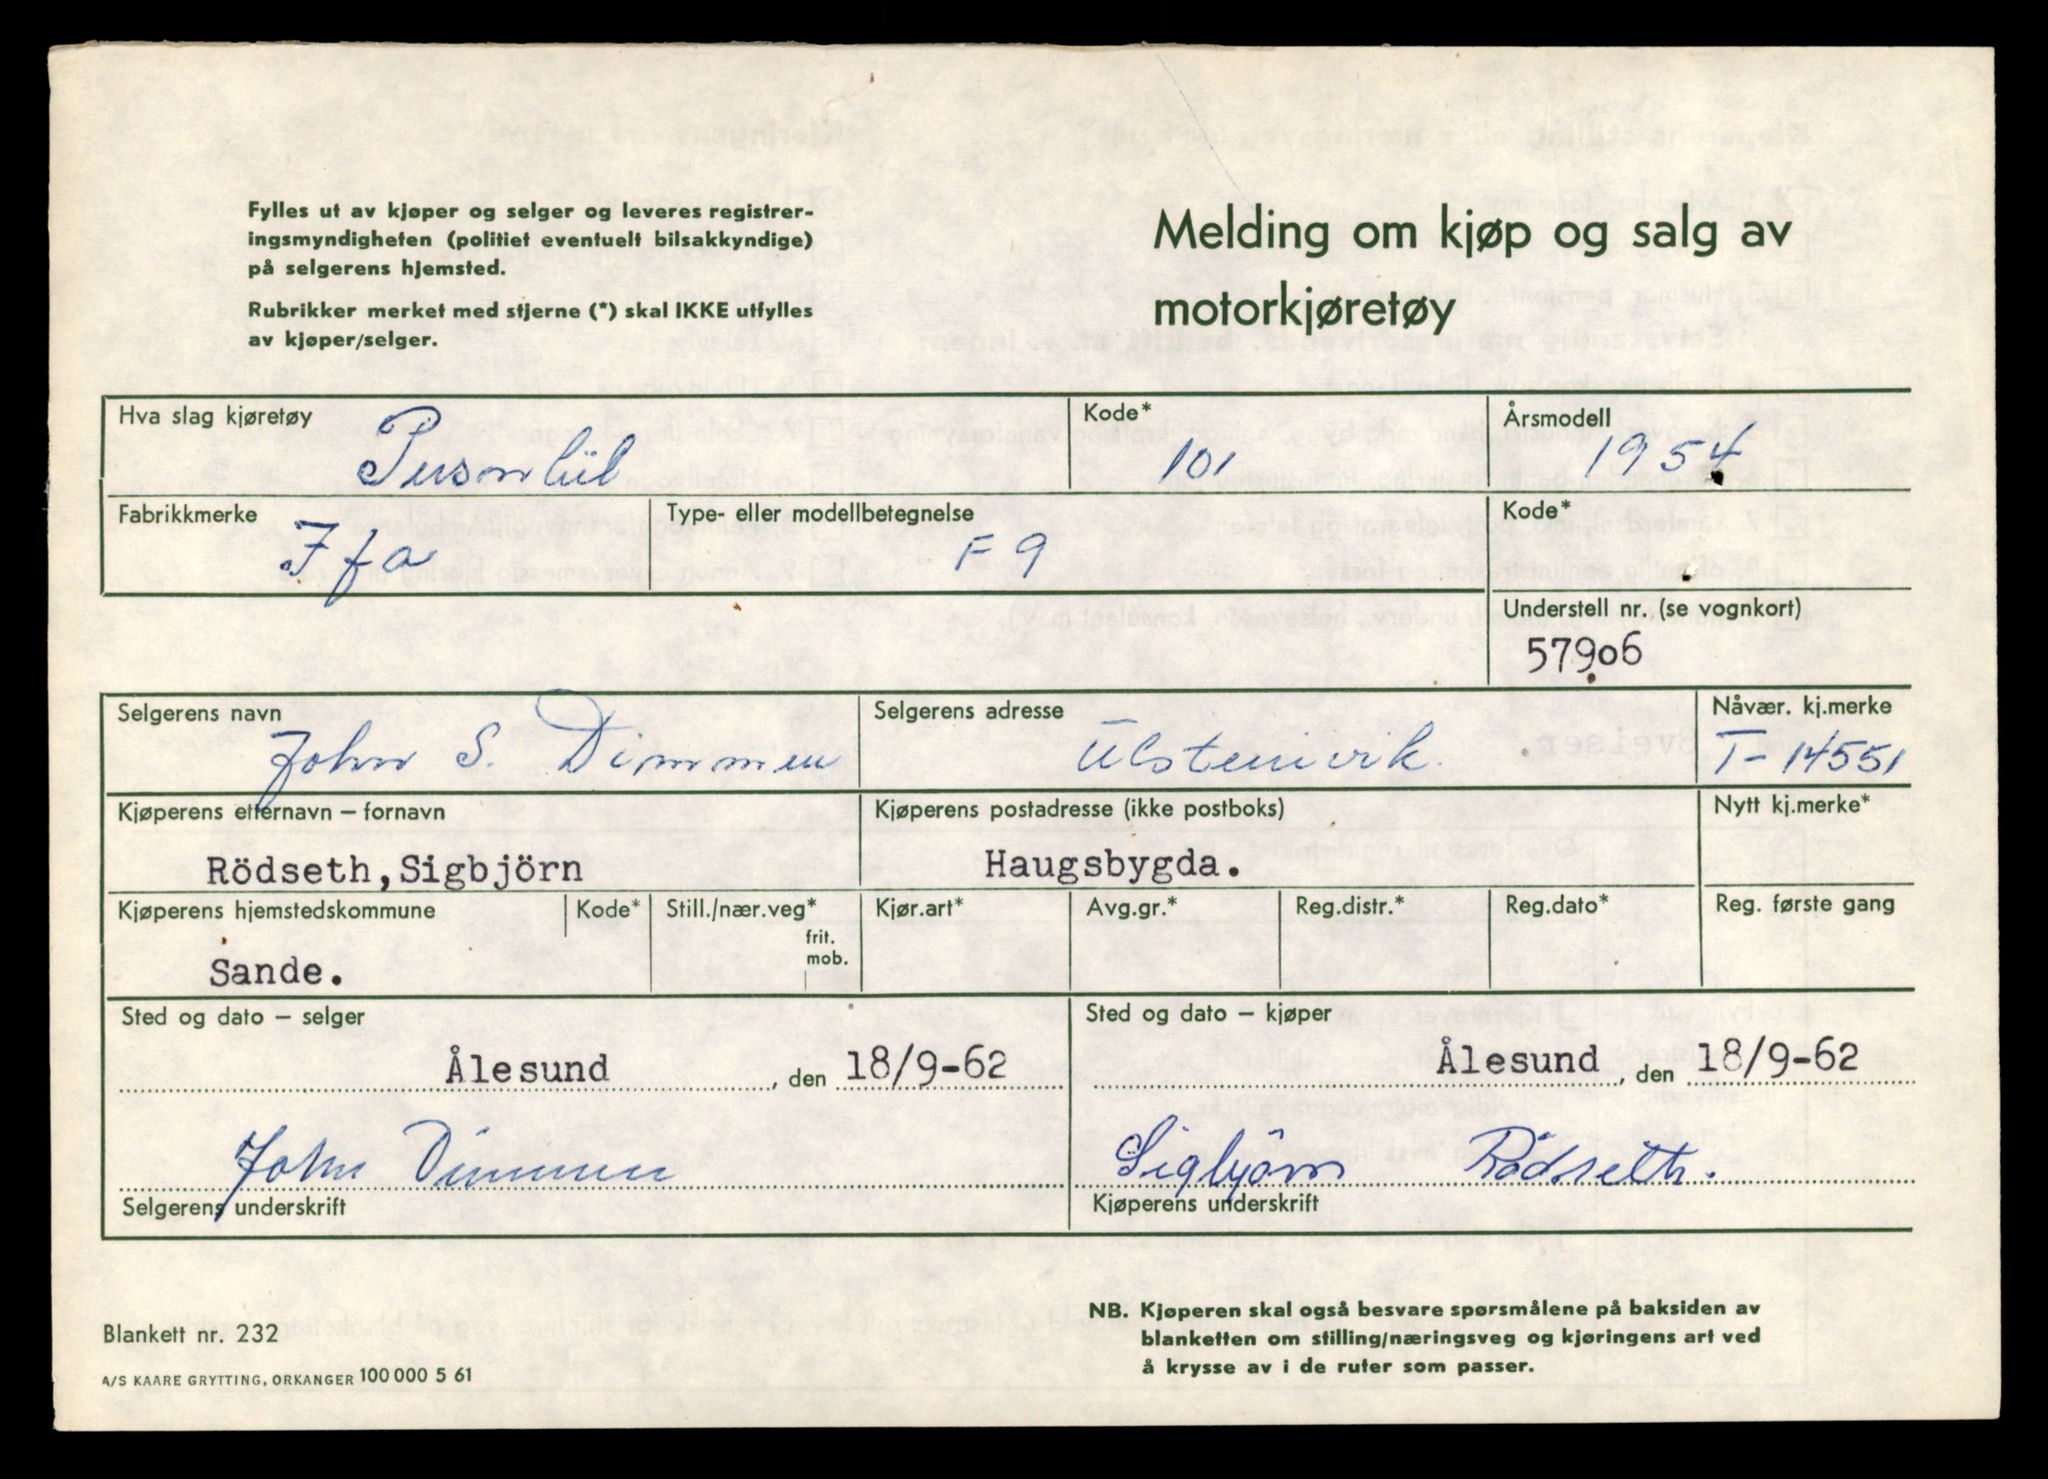 Fylles ut av kjøper og selger og leveres registrer-
ingsmyndigheten (politiet eventuelt bilsakkyndige)
på selgerens hjemsted.
Rubrikker merket med stjerne (*) skal IKKE utfylles
av kjøper/selger.
Melding om kjøp og salg av
motorkjøretøy
Hva slag kjøretøy Kode* Årsmodell
Personbil 101 1954
Fabrikkmerke Type- eller modellbetegnelse Kode*
Ifa F 9
Understell nr. (se vognkort)
57906
Selgerens navn Selgerens adresse Nåvær. kj.merke
John S. Dimmen Ulsteinvik T-14551
Kjøperens etternavn – fornavn Kjøperens postadresse (ikke postboks) Nytt kj.merke*
Rödseth,Sigbjörn Haugsbygda.
Kjøperens hjemstedskommune Kode* Still./nær.veg* Kjør.art* Avg.gr.* Reg.distr.* Reg.dato* Reg. første gang
frit.
mob.
Sande.
Sted og dato – selger Sted og dato – kjøper
Ålesund , den 18/9-62 Ålesund , den 18/9-62
John Dimmen Sigbjörn Rödseth.
Selgerens underskrift Kjøperens underskrift
NB. Kjøperen skal også besvare spørsmålene på baksiden av
blanketten om stilling/næringsveg og kjøringens art ved
å krysse av i de ruter som passer.
Blankett nr. 232
A/S KAARE GRYTTING, ORKANGER 100 000 5 61